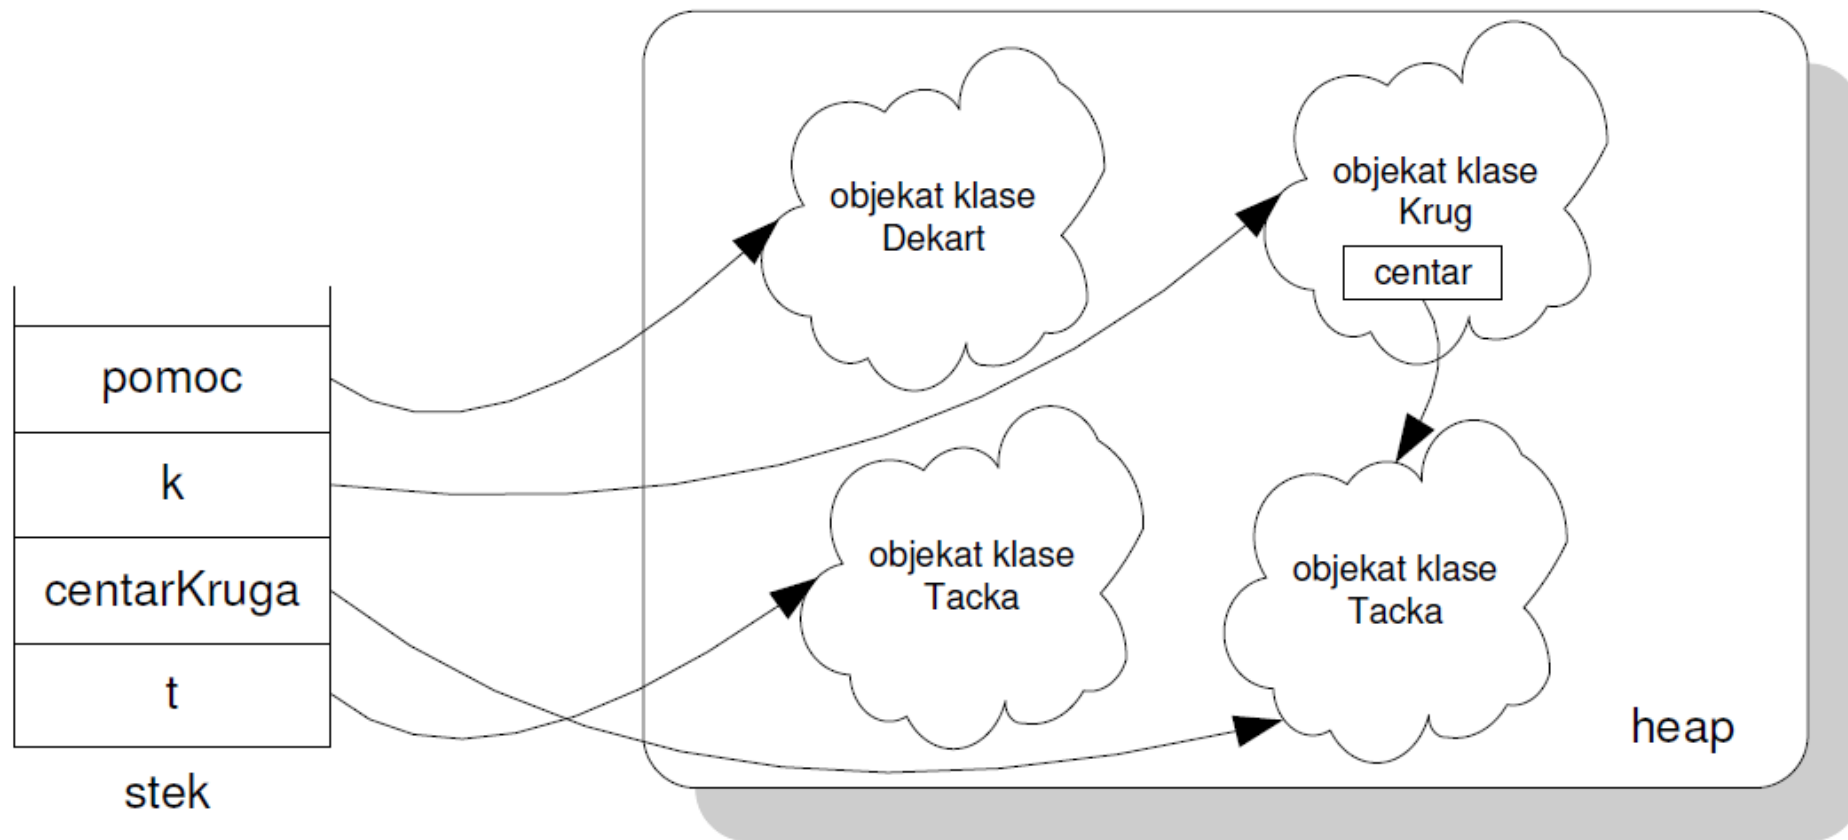 objekat klase
Dekart
objekat klase
Krug
centar
pomoc
k
centarKruga
t
stek
objekat klase
Tacka
objekat klase
Tacka
heap